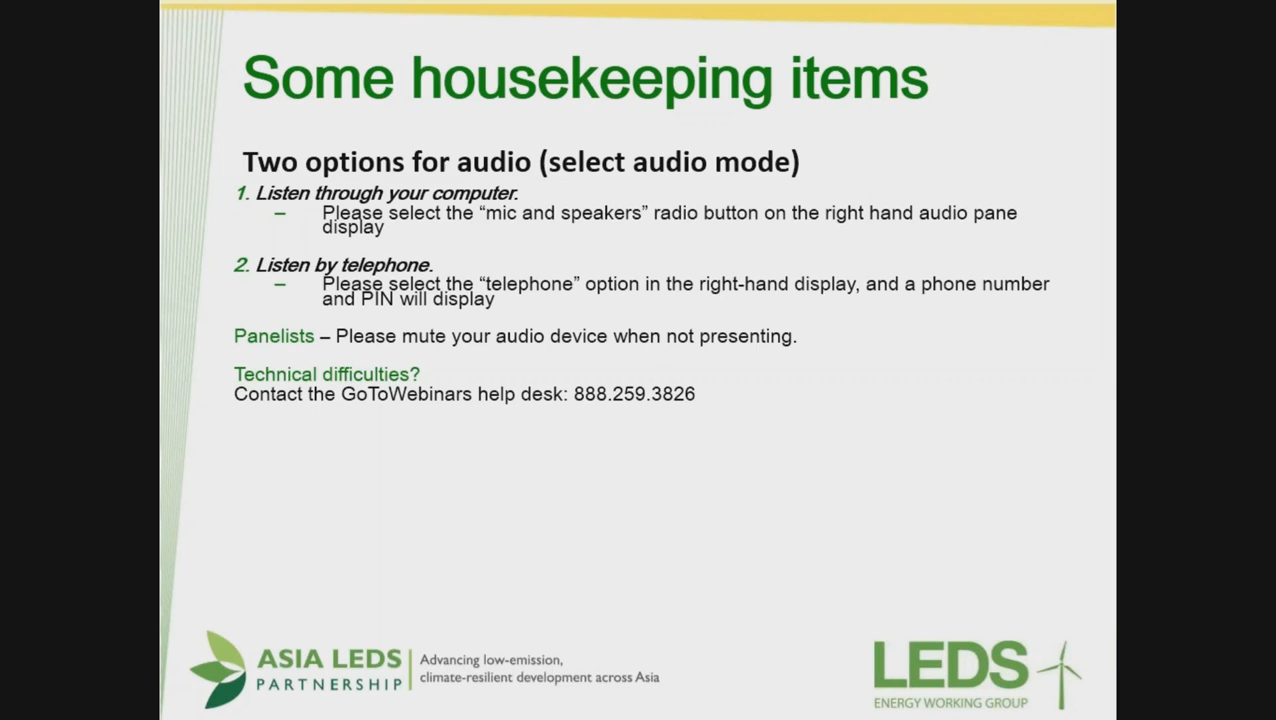 Some housekeeping items
Two options for audio (select audio mode)
1. Listen through your computer.
– Please select the “mic and speakers” radio button on the right hand audio pane
display
2. Listen by telephone.
– Please select the “telephone” option in the right-hand display, and a phone number
and PIN will display
Panelists – Please mute your audio device when not presenting.
Technical difficulties?
Contact the GoToWebinars help desk: 888.259.3826
ASIA LEDS
PARTNERSHIP
Advancing low-emission,
climate-resilient development across Asia
LEDS
ENERGY WORKING GROUP